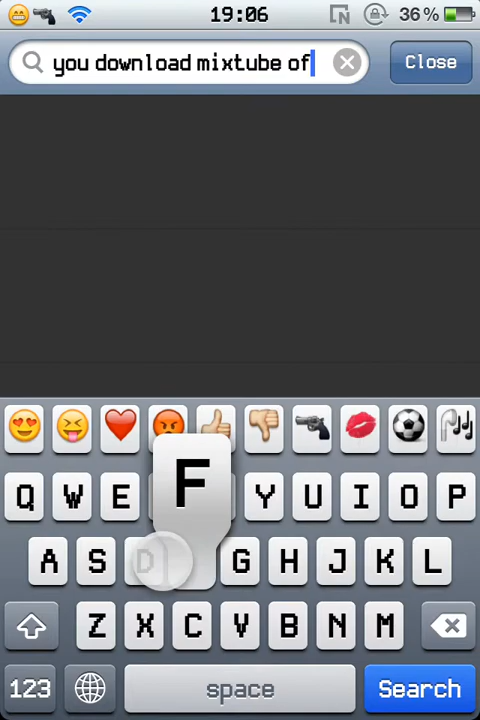 19:06 36%
you download mixtube of Close
F
Q W E Y U I O P
A S D G H J K L
Z X C V B N M
123 space Search